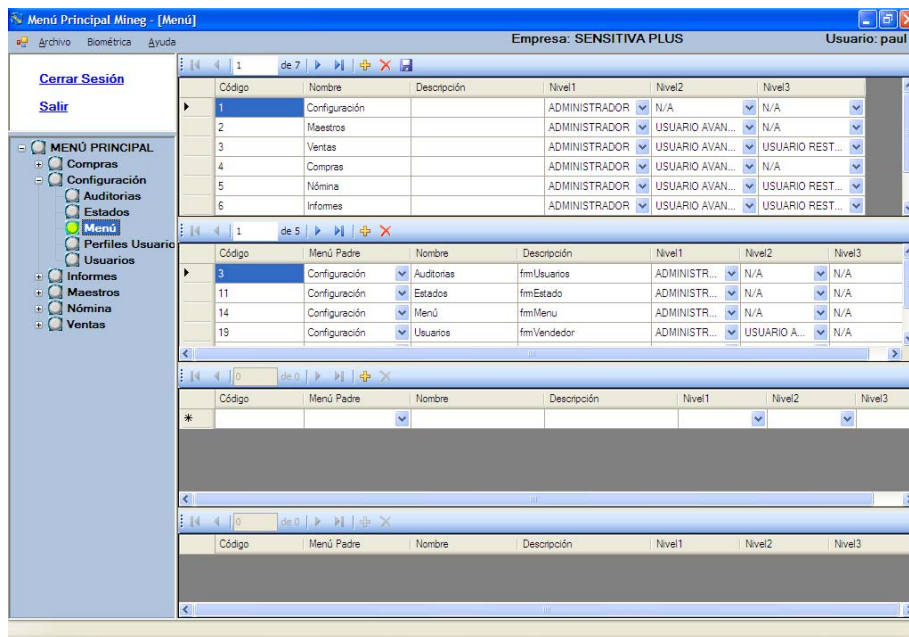 Menú Principal Mineg - [Menú]
Archivo Biométrica Ayuda Empresa: SENSITIVA PLUS Usuario: paul
Cerrar Sesión
Salir
MENÚ PRINCIPAL
Compras
Configuración
Auditorias
Estados
Menú
Perfiles Usuario
Usuarios
Informes
Maestros
Nómina
Ventas
1 de 7
Código Nombre Descripción Nivel1 Nivel2 Nivel3
1 Configuración ADMINISTRADOR N/A N/A
2 Maestros ADMINISTRADOR USUARIO AVAN... N/A
3 Ventas ADMINISTRADOR USUARIO AVAN... USUARIO REST...
4 Compras ADMINISTRADOR USUARIO AVAN... N/A
5 Nómina ADMINISTRADOR USUARIO AVAN... USUARIO REST...
6 Informes ADMINISTRADOR USUARIO AVAN... USUARIO REST...
1 de 5
Código Menú Padre Nombre Descripción Nivel1 Nivel2 Nivel3
3 Configuración Auditorias frmUsuarios ADMINISTR... N/A N/A
11 Configuración Estados frmEstado ADMINISTR... N/A N/A
14 Configuración Menú frmMenu ADMINISTR... N/A N/A
19 Configuración Usuarios frmVendedor ADMINISTR... USUARIO A... N/A
0 de 0
Código Menú Padre Nombre Descripción Nivel1 Nivel2 Nivel3
0 de 0
Código Menú Padre Nombre Descripción Nivel1 Nivel2 Nivel3